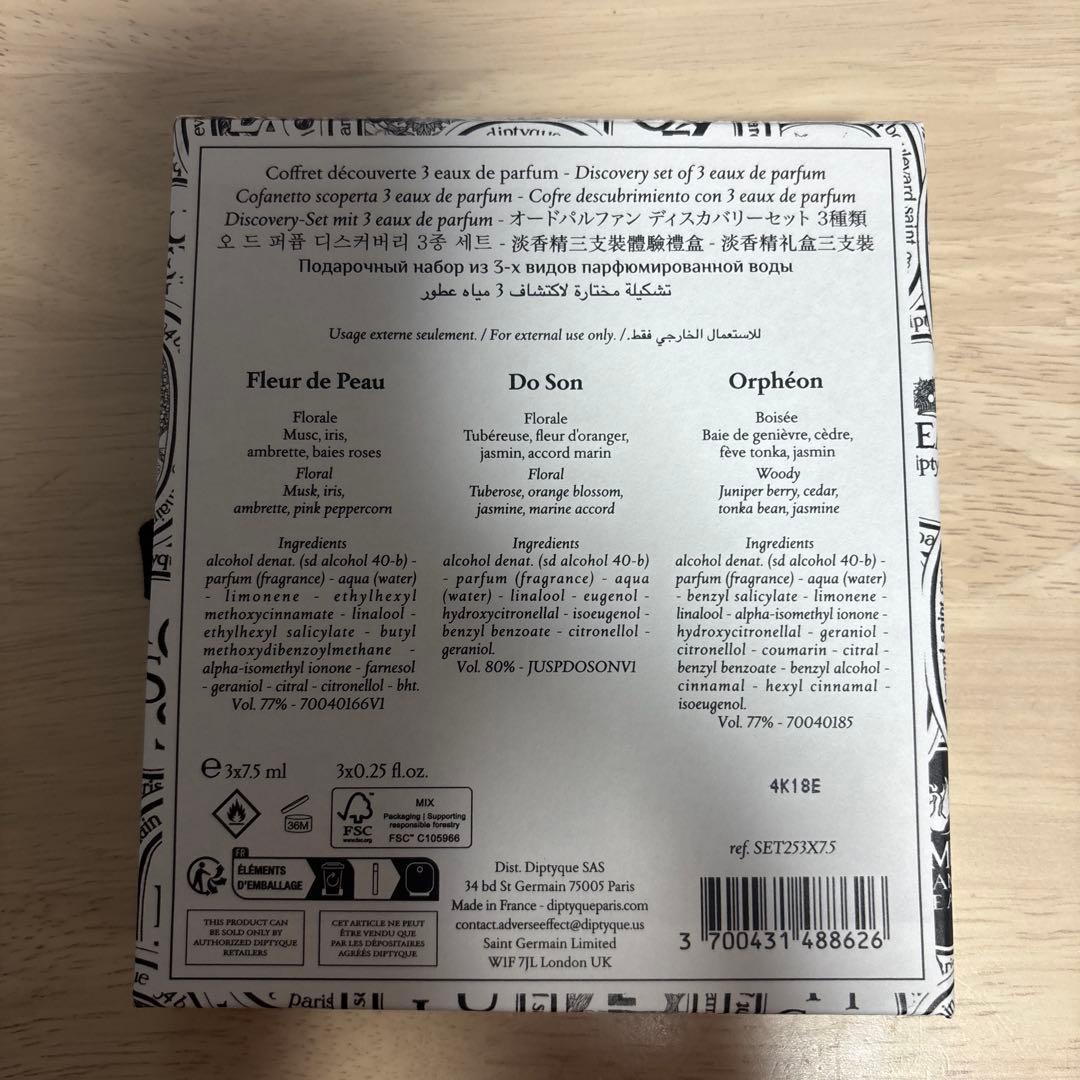 diptyque
Coffret découverte 3 eaux de parfum - Discovery set of 3 eaux de parfum
Cofanetto scoperta 3 eaux de parfum - Cofre descubrimiento con 3 eaux de parfum
Discovery-Set mit 3 eaux de parfum - オードパルファン ディスカバリーセット 3種類
오 드 퍼퓸 디스커버리 3종 세트 - 淡香精三支裝體驗禮盒 - 淡香精礼盒三支装
Подарочный набор из 3-х видов парфюмированной воды
تشكيلة مختارة لاكتشاف 3 مياه عطور
Usage externe seulement. / For external use only. / للاستعمال الخارجي فقط.
Fleur de Peau
Florale
Musc, iris,
ambrette, baies roses
Floral
Musk, iris,
ambrette, pink peppercorn
Ingredients
alcohol denat. (sd alcohol 40-b) -
parfum (fragrance) - aqua (water)
- limonene - ethylhexyl
methoxycinnamate - linalool -
ethylhexyl salicylate - butyl
methoxydibenzoylmethane -
alpha-isomethyl ionone - farnesol
- geraniol - citral - citronellol - bht.
Vol. 77% - 70040166V1
Do Son
Florale
Tubéreuse, fleur d'oranger,
jasmin, accord marin
Floral
Tuberose, orange blossom,
jasmine, marine accord
Ingredients
alcohol denat. (sd alcohol 40-b)
- parfum (fragrance) - aqua
(water) - linalool - eugenol -
hydroxycitronellal - isoeugenol -
benzyl benzoate - citronellol -
geraniol.
Vol. 80% - JUSPDOSONV1
Orphéon
Boisée
Baie de genièvre, cèdre,
fève tonka, jasmin
Woody
Juniper berry, cedar,
tonka bean, jasmine
Ingredients
alcohol denat. (sd alcohol 40-b) -
parfum (fragrance) - aqua (water)
- benzyl salicylate - limonene -
linalool - alpha-isomethyl ionone -
hydroxycitronellal - geraniol -
citronellol - coumarin - citral -
benzyl benzoate - benzyl alcohol -
cinnamal - hexyl cinnamal -
isoeugenol.
Vol. 77% - 70040185
℮ 3x7.5 ml 3x0.25 fl.oz.
36M
FSC
www.fsc.org
MIX
Packaging | Supporting
responsible forestry
FSC™ C105966
FR
ÉLÉMENTS
D'EMBALLAGE
THIS PRODUCT CAN
BE SOLD ONLY BY
AUTHORIZED DIPTYQUE
RETAILERS
CET ARTICLE NE PEUT
ÊTRE VENDU QUE
PAR LES DÉPOSITAIRES
AGRÉÉS DIPTYQUE
Dist. Diptyque SAS
34 bd St Germain 75005 Paris
Made in France - diptyqueparis.com
contact.adverseeffect@diptyque.us
Saint Germain Limited
W1F 7JL London UK
4K18E
ref. SET253X75
3 700431 488626
Paris